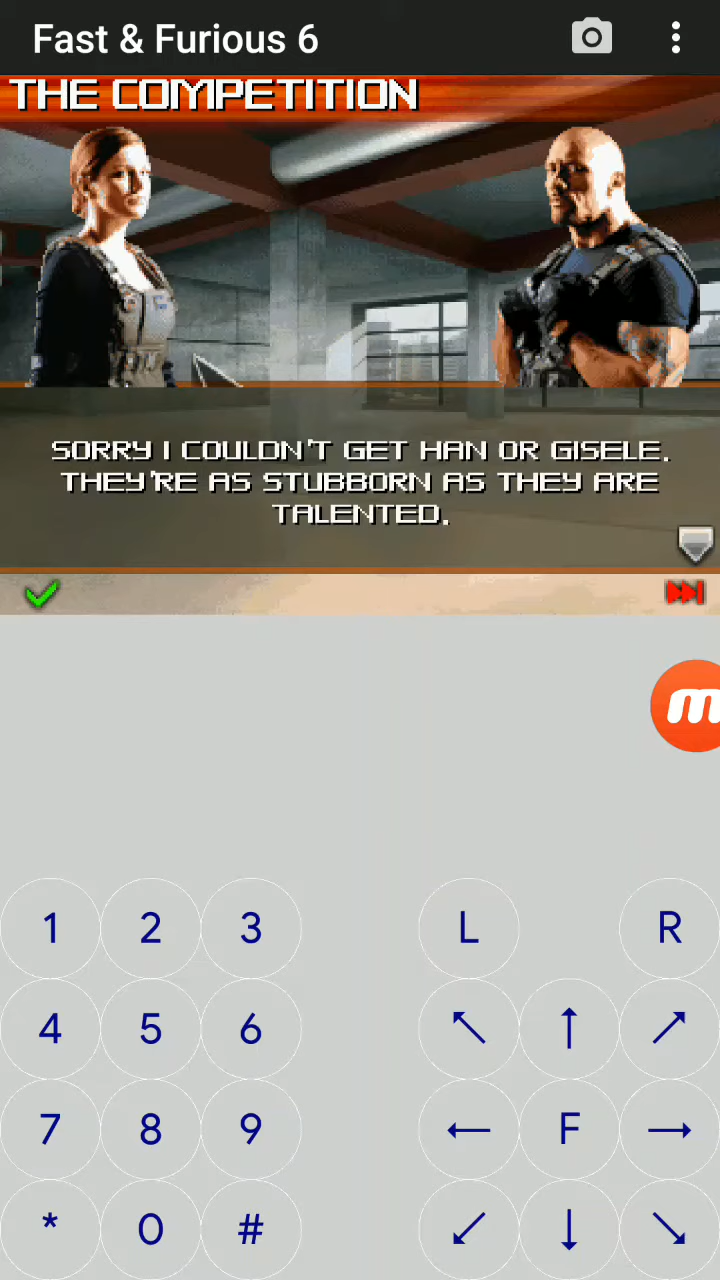 Fast & Furious 6
THE COMPETITION
SORRY I COULDN'T GET HAN OR GISELE.
THEY'RE AS STUBBORN AS THEY ARE
TALENTED.
m
1 2 3 L R
4 5 6 ↖ ↑ ↗
7 8 9 ← F →
* 0 # ↙ ↓ ↘